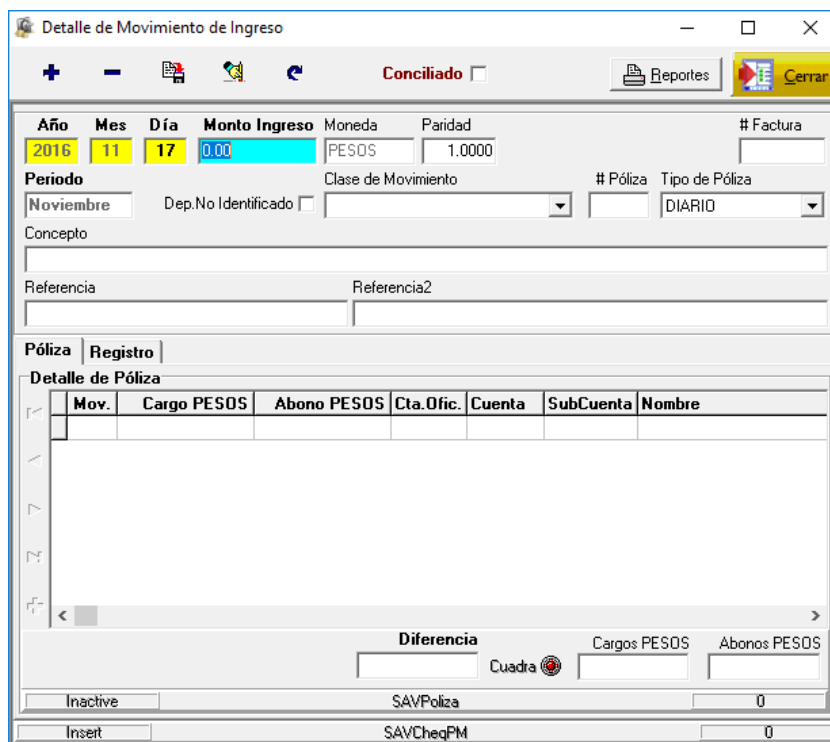 Detalle de Movimiento de Ingreso
Conciliado Reportes Cerrar
Año Mes Día Monto Ingreso Moneda Paridad # Factura
2016 11 17 0.00 PESOS 1.0000
Periodo Clase de Movimiento # Póliza Tipo de Póliza
Noviembre Dep.No Identificado DIARIO
Concepto
Referencia Referencia2
Póliza Registro
Detalle de Póliza
Mov. Cargo PESOS Abono PESOS Cta.Ofic. Cuenta SubCuenta Nombre
Diferencia Cargos PESOS Abonos PESOS
Cuadra
Inactive SAVPoliza 0
Insert SAVCheqPM 0